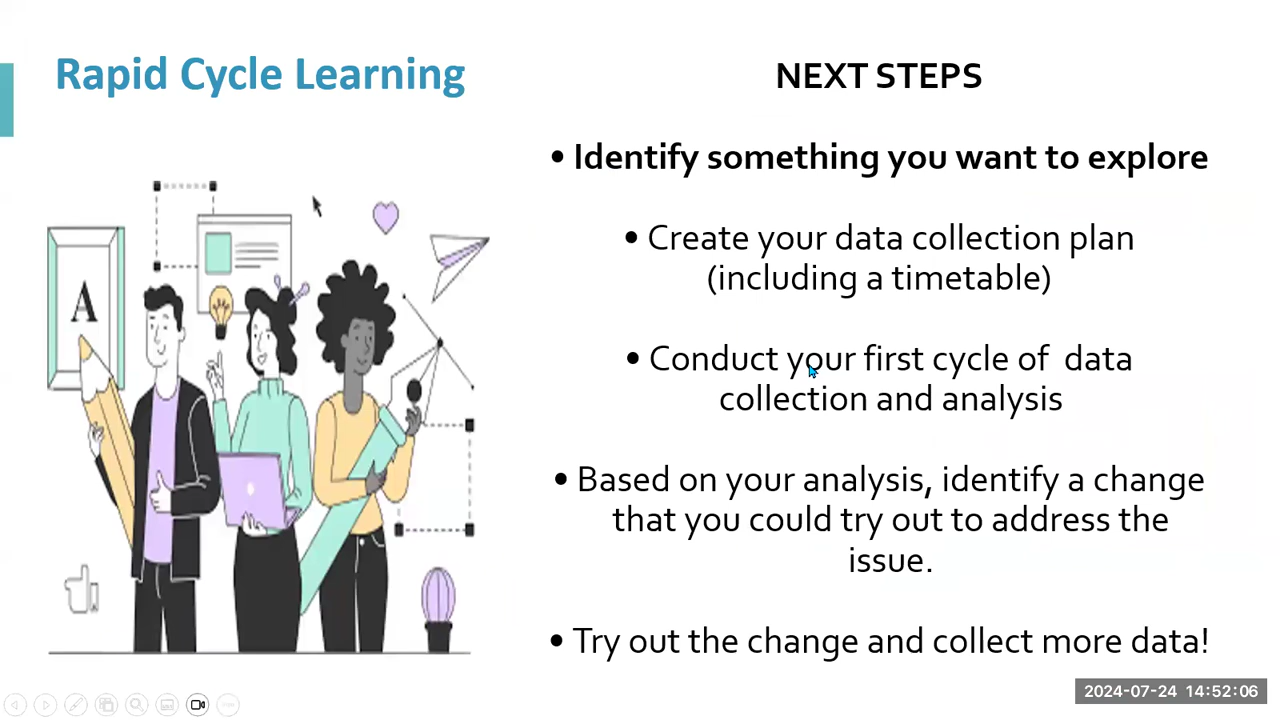 Rapid Cycle Learning
NEXT STEPS
• Identify something you want to explore
• Create your data collection plan
(including a timetable)
• Conduct your first cycle of  data
collection and analysis
• Based on your analysis, identify a change
that you could try out to address the
issue.
• Try out the change and collect more data!
A
2024-07-24 14:52:06